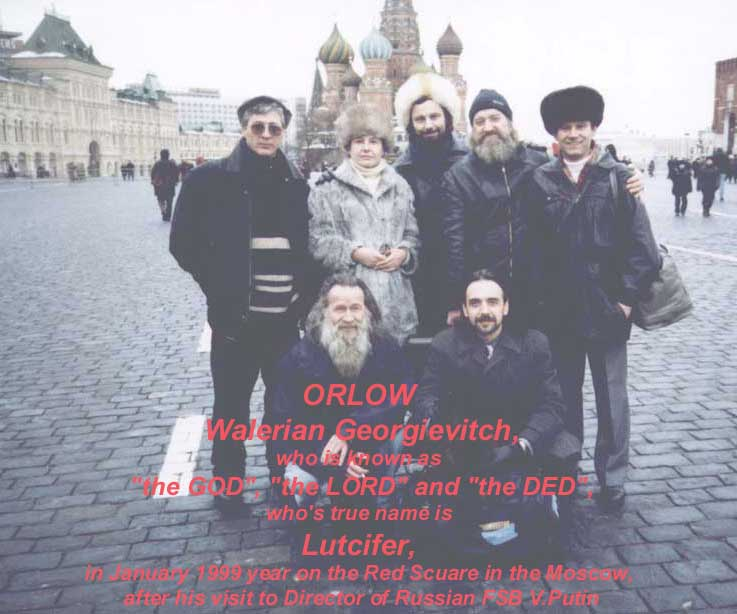 ORLOW
Walerian Georgievitch,
who is known as
"the GOD", "the LORD" and "the DED",
who's true name is
Lutcifer,
in January 1999 year on the Red Scuare in the Moscow,
after his visit to Director of Russian FSB V.Putin